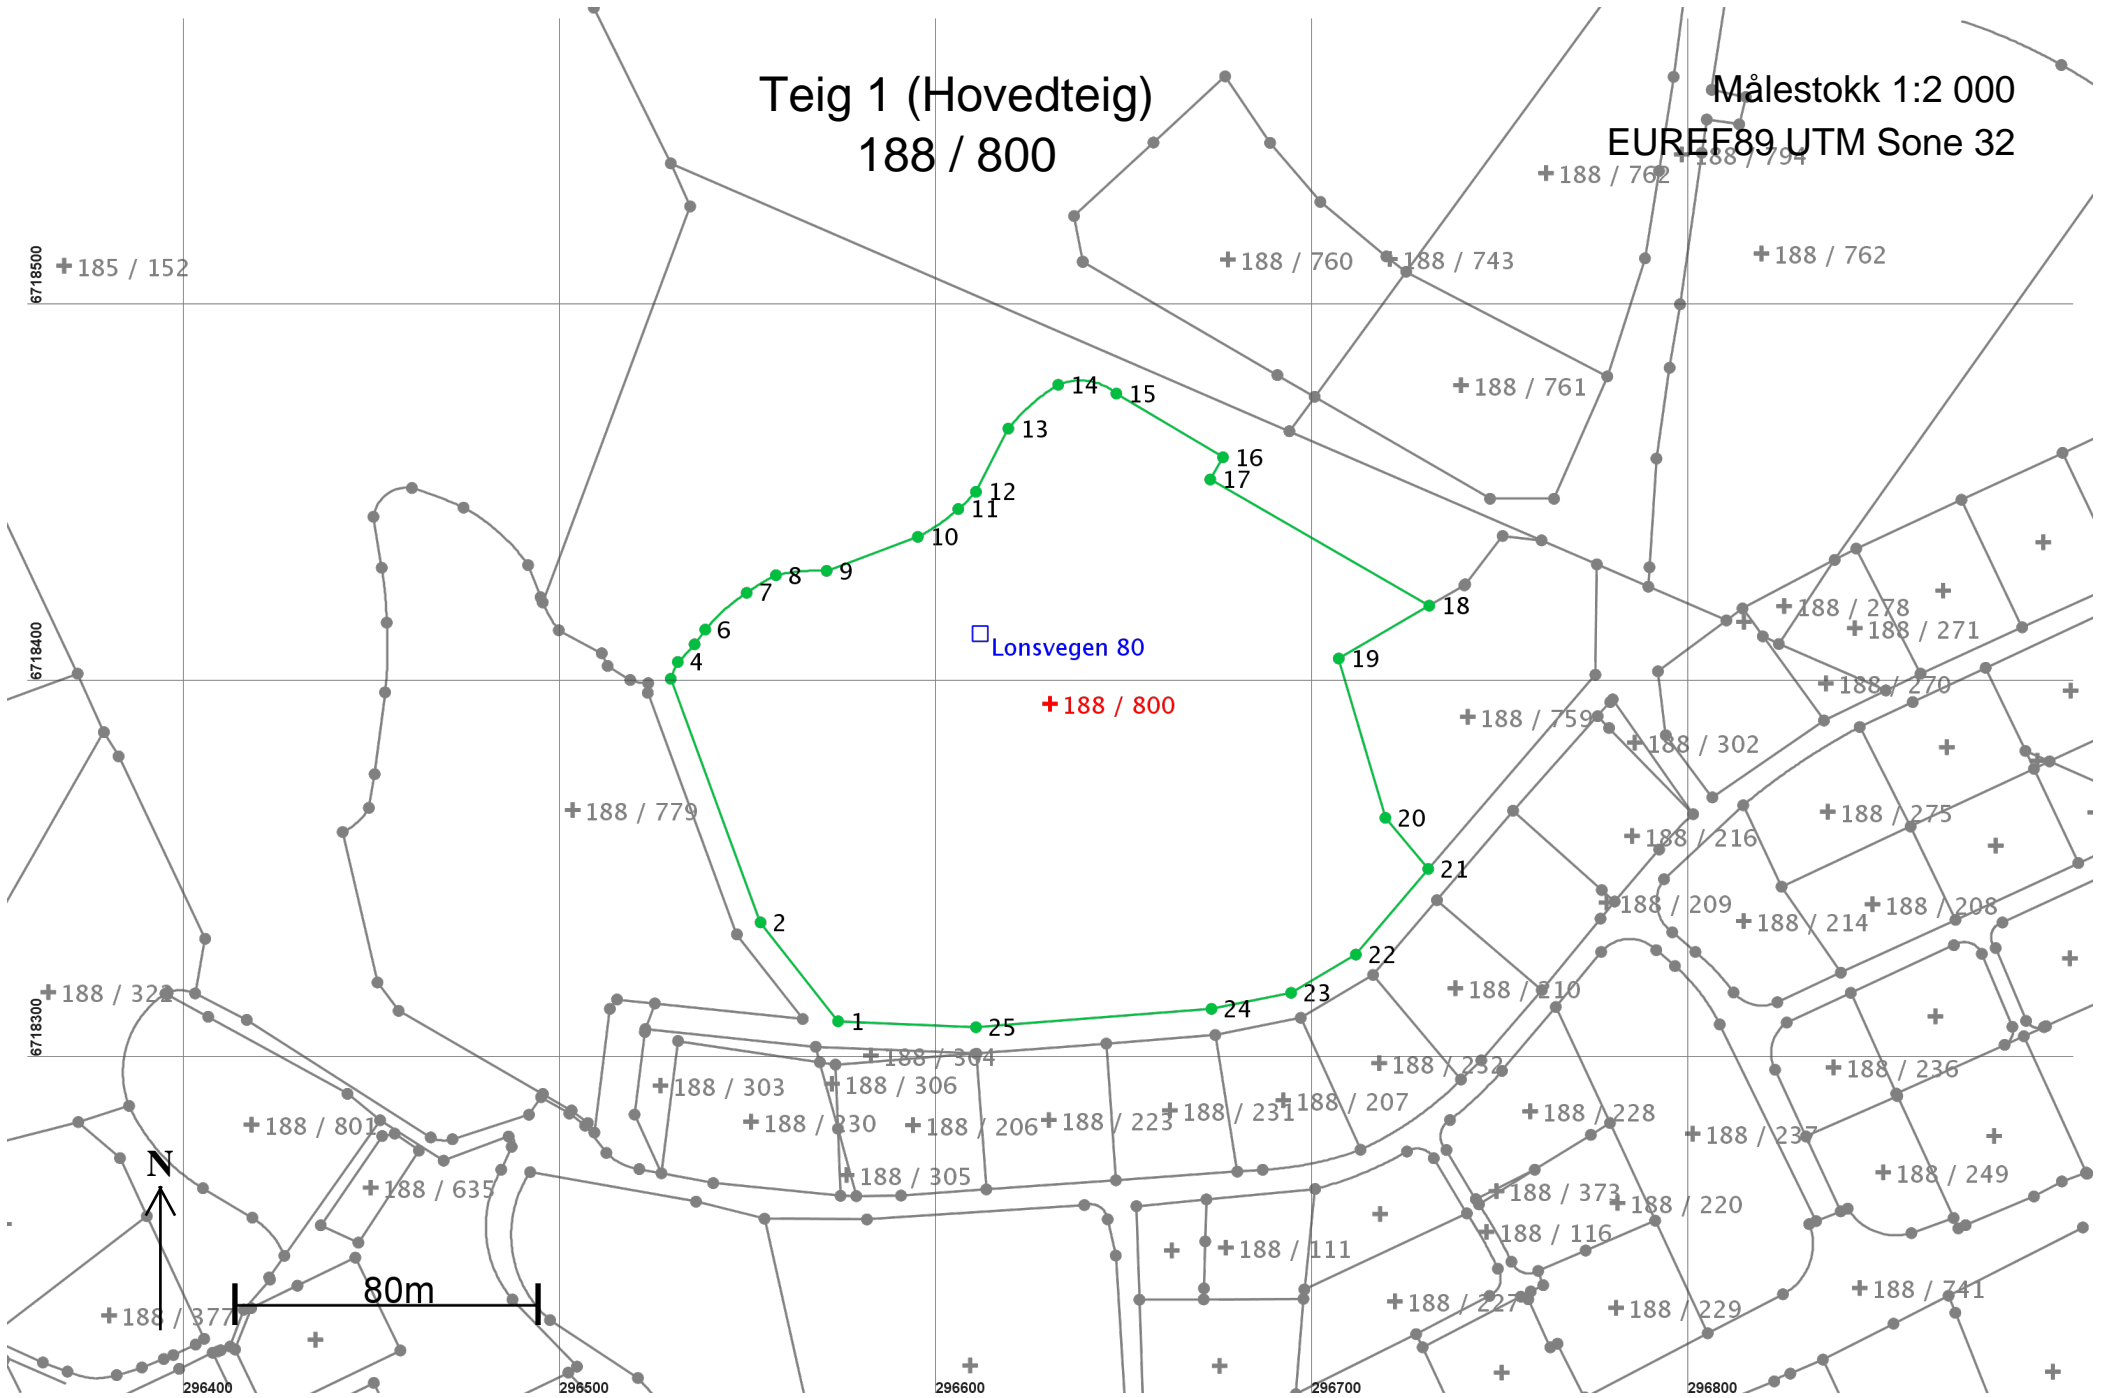 Teig 1 (Hovedteig)
188 / 800
Målestokk 1:2 000
EUREF89 UTM Sone 32
188 / 794
188 / 762
185 / 152
188 / 760
188 / 743
188 / 762
6718500
188 / 761
14
15
13
16
17
12
11
10
9
8
7
6
4
18
19
Lonsvegen 80
188 / 800
6718400
188 / 278
188 / 271
188 / 270
188 / 759
188 / 302
188 / 779
188 / 275
188 / 216
20
21
188 / 209
188 / 208
188 / 214
2
22
188 / 322
188 / 210
23
24
1
25
6718300
188 / 304
188 / 232
188 / 236
188 / 303
188 / 306
188 / 230
188 / 206
188 / 223
188 / 231
188 / 207
188 / 228
188 / 801
188 / 237
N
188 / 305
188 / 635
188 / 249
188 / 373
188 / 220
188 / 116
188 / 111
80m
188 / 377
188 / 227
188 / 229
188 / 741
296400
296500
296600
296700
296800